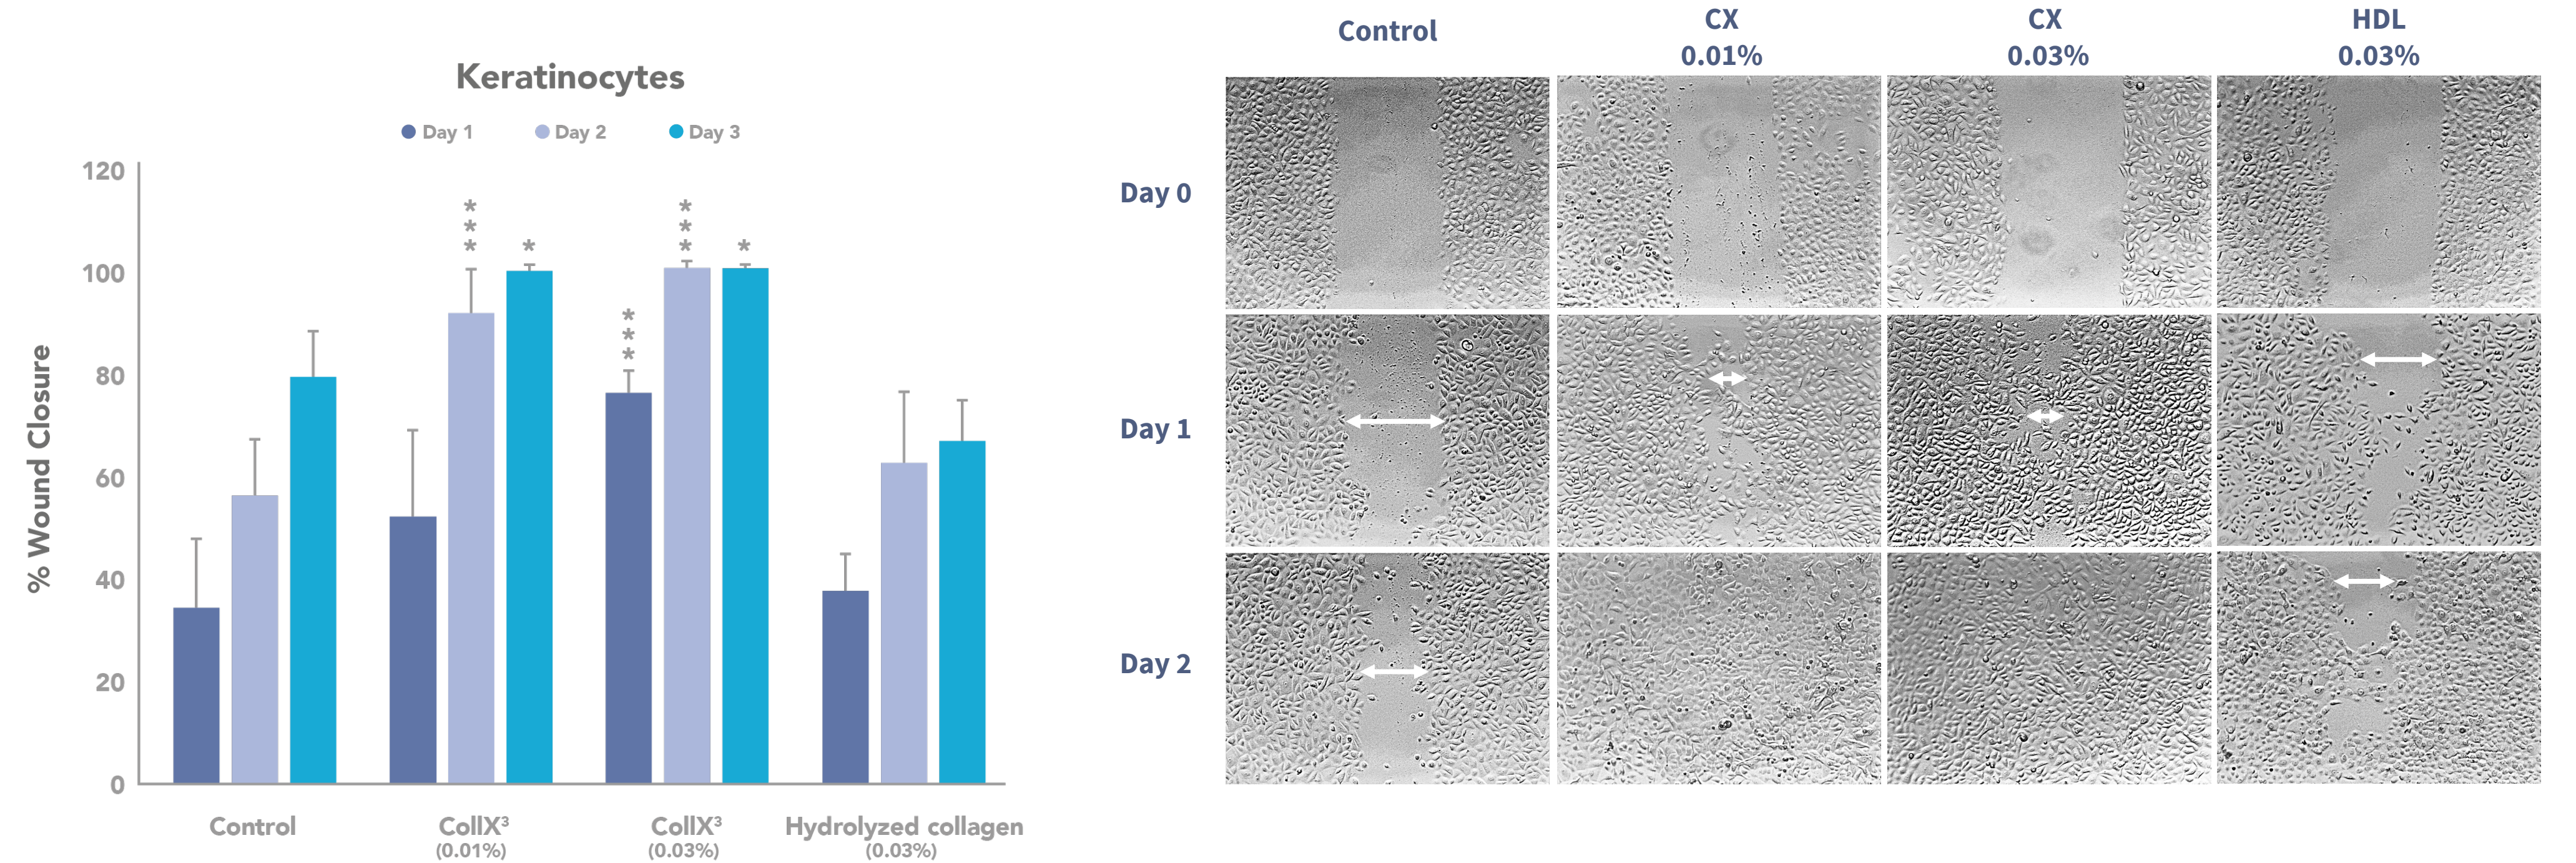 Keratinocytes
Day 1 Day 2 Day 3
% Wound Closure
120
100
80
60
40
20
0
* * *
*
* * *
* * *
*
Control
CollX³
(0.01%)
CollX³
(0.03%)
Hydrolyzed collagen
(0.03%)
Control
CX
0.01%
CX
0.03%
HDL
0.03%
Day 0
Day 1
Day 2